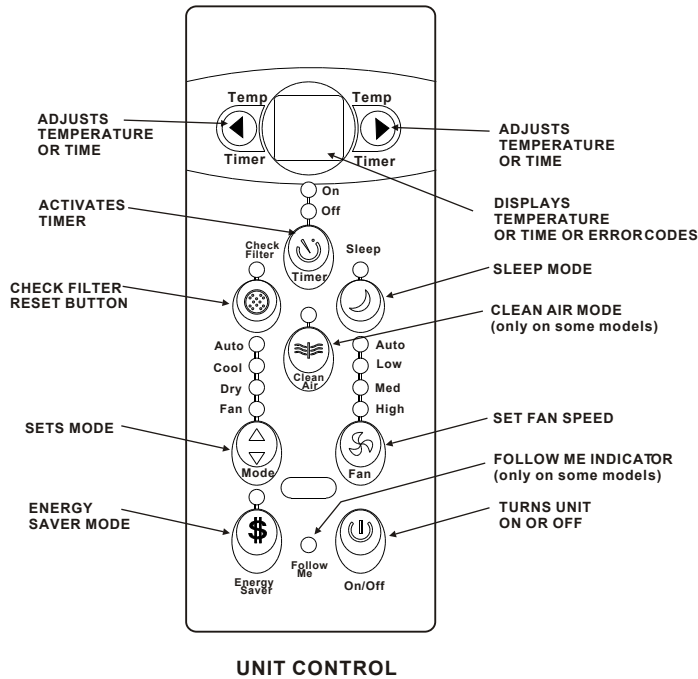 Temp
Temp
ADJUSTS
TEMPERATURE
OR TIME
ADJUSTS
TEMPERATURE
OR TIME
Timer
Timer
On
Off
ACTIVATES
TIMER
DISPLAYS
TEMPERATURE
OR TIME OR ERROR CODES
Check
Filter
Sleep
Timer
SLEEP MODE
CHECK FILTER
RESET BUTTON
CLEAN AIR MODE
(only on some models)
Auto
Cool
Dry
Fan
Clean
Air
Auto
Low
Med
High
SETS MODE
SET FAN SPEED
Mode
Fan
FOLLOW ME INDICATOR
(only on some models)
ENERGY
SAVER MODE
$
TURNS UNIT
ON OR OFF
Follow
Me
Energy
Saver
On/Off
UNIT CONTROL